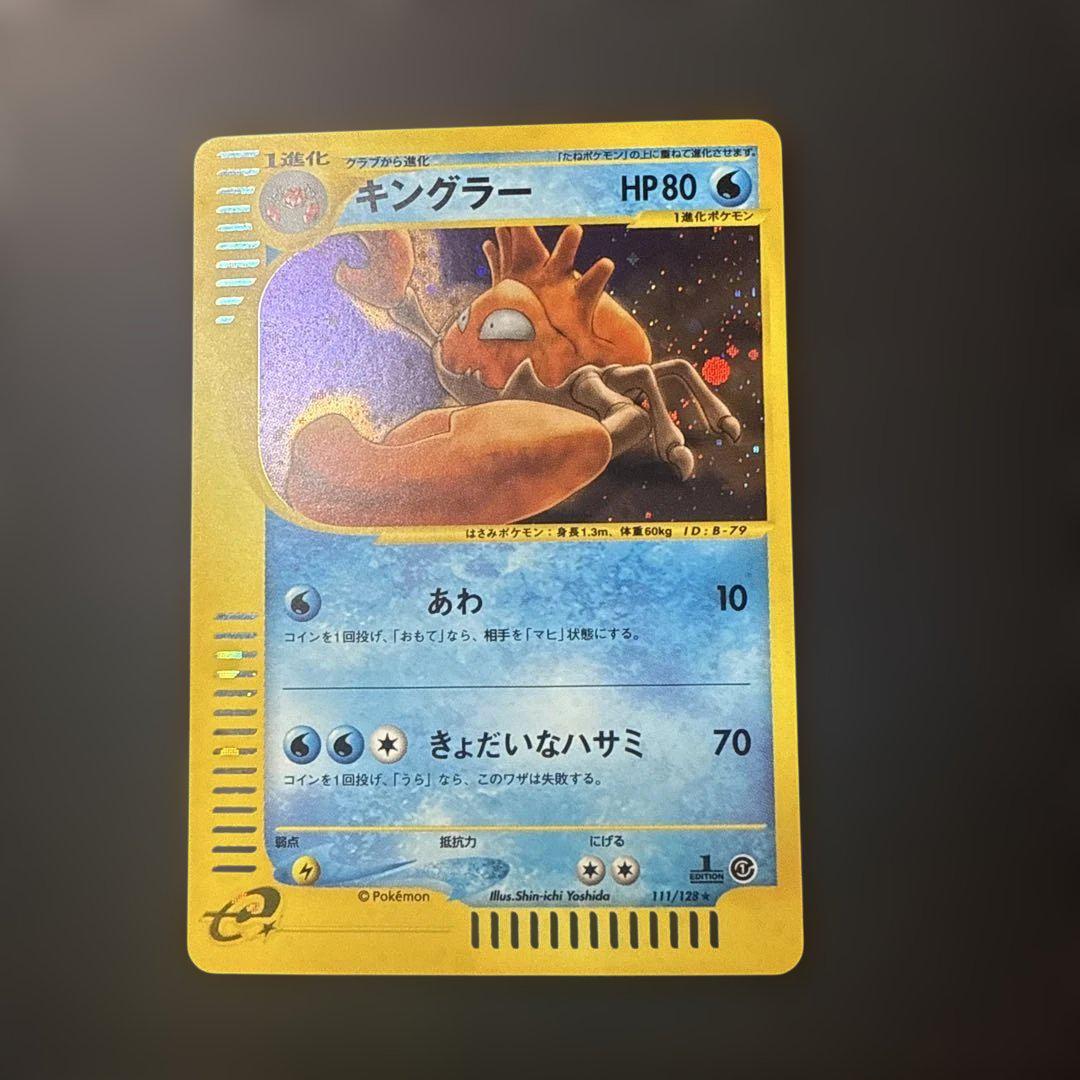 1進化 クラブから進化 「たねポケモン」の上に重ねて進化させます。
キングラー HP80
1進化ポケモン
はさみポケモン：身長1.3m、体重60kg ID:B-79
あわ 10
コインを1回投げ、「おもて」なら、相手を「マヒ」状態にする。
きょだいなハサミ 70
コインを1回投げ、「うら」なら、このワザは失敗する。
弱点 抵抗力 にげる
1 EDITION
© Pokémon Illus.Shin-ichi Yoshida 111/128★
e